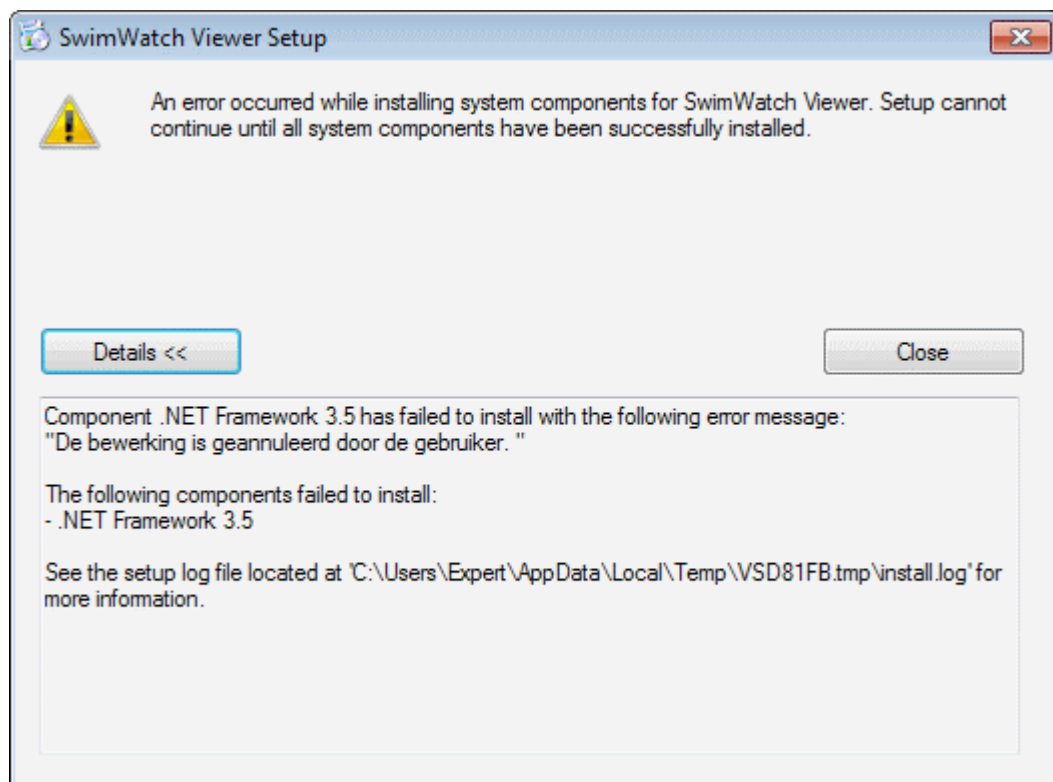 SwimWatch Viewer Setup
An error occurred while installing system components for SwimWatch Viewer. Setup cannot
continue until all system components have been successfully installed.
Details <<
Close
Component .NET Framework 3.5 has failed to install with the following error message:
"De bewerking is geannuleerd door de gebruiker. "
The following components failed to install:
- .NET Framework 3.5
See the setup log file located at 'C:\Users\Expert\AppData\Local\Temp\VSD81FB.tmp\install.log' for
more information.